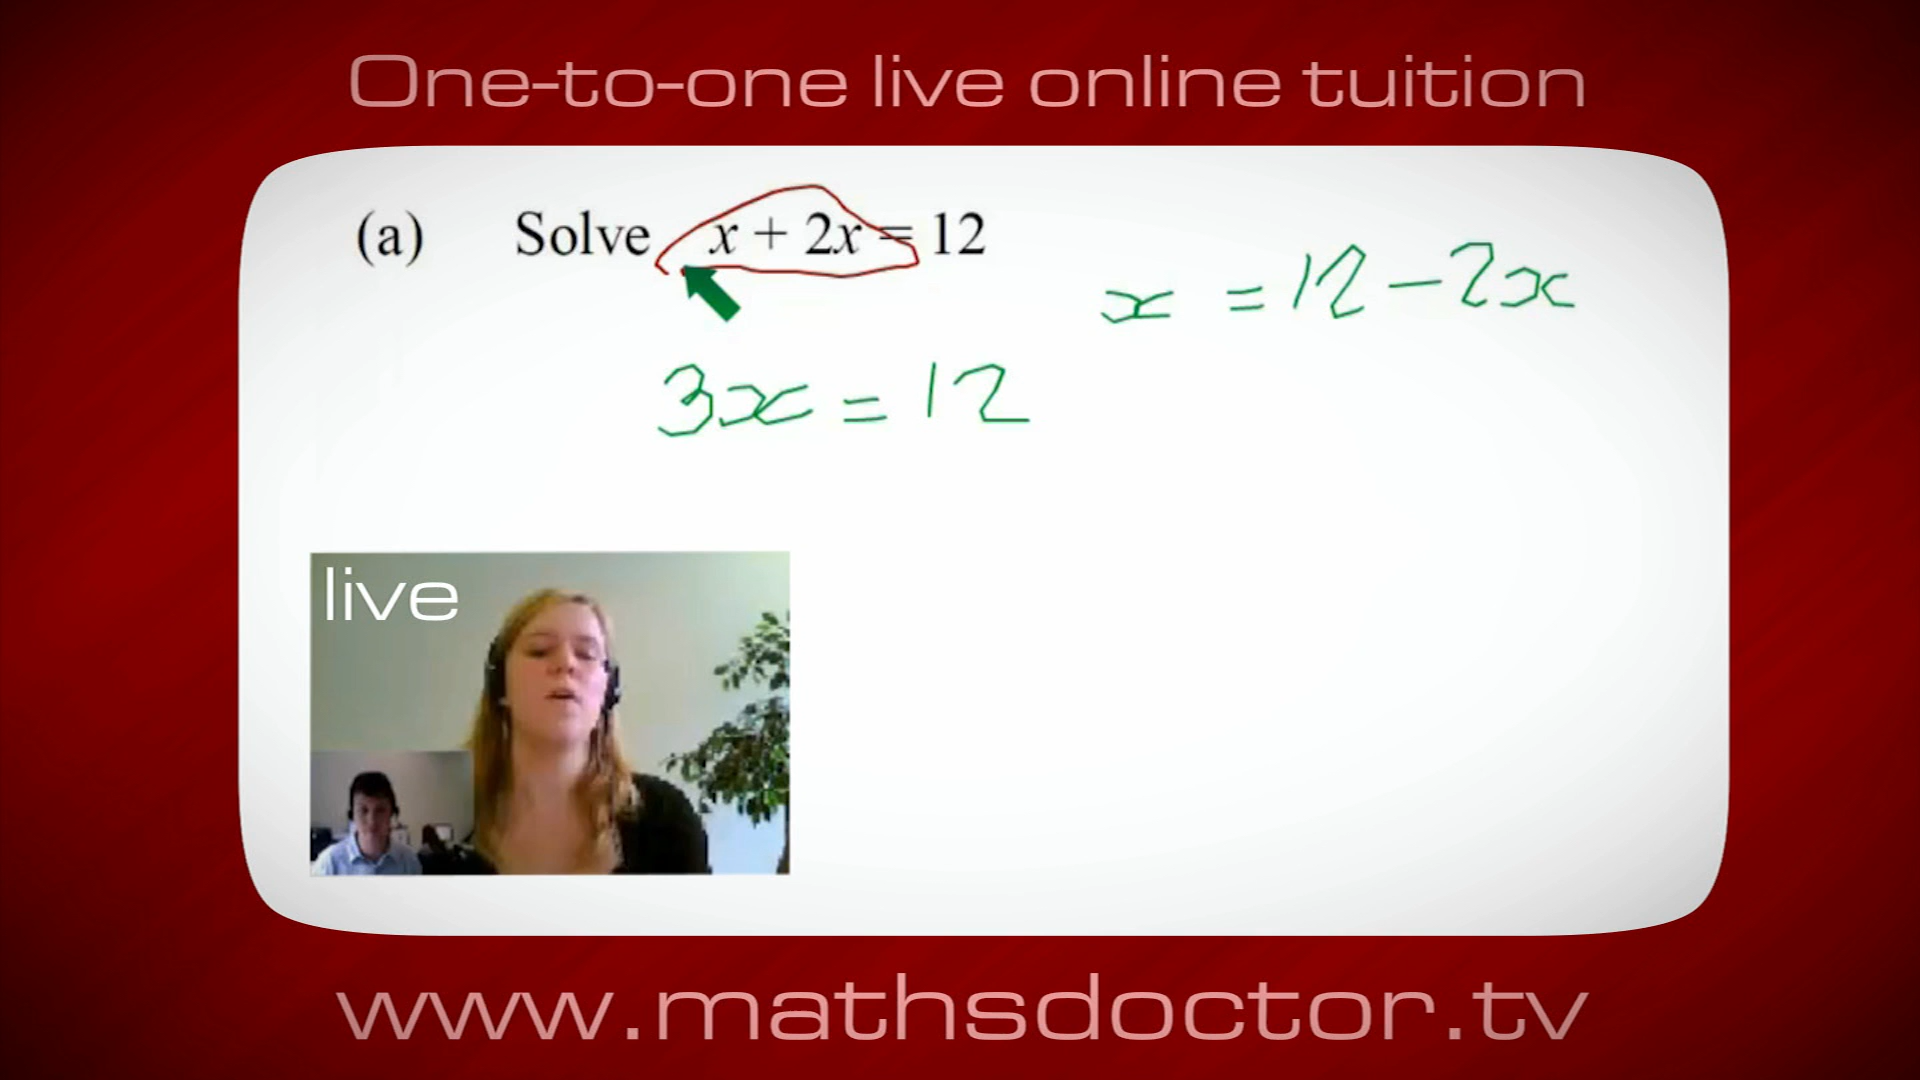 One-to-one live online tuition
(a) Solve x + 2x = 12
x = 12 - 2x
3x = 12
live
www.mathsdoctor.tv